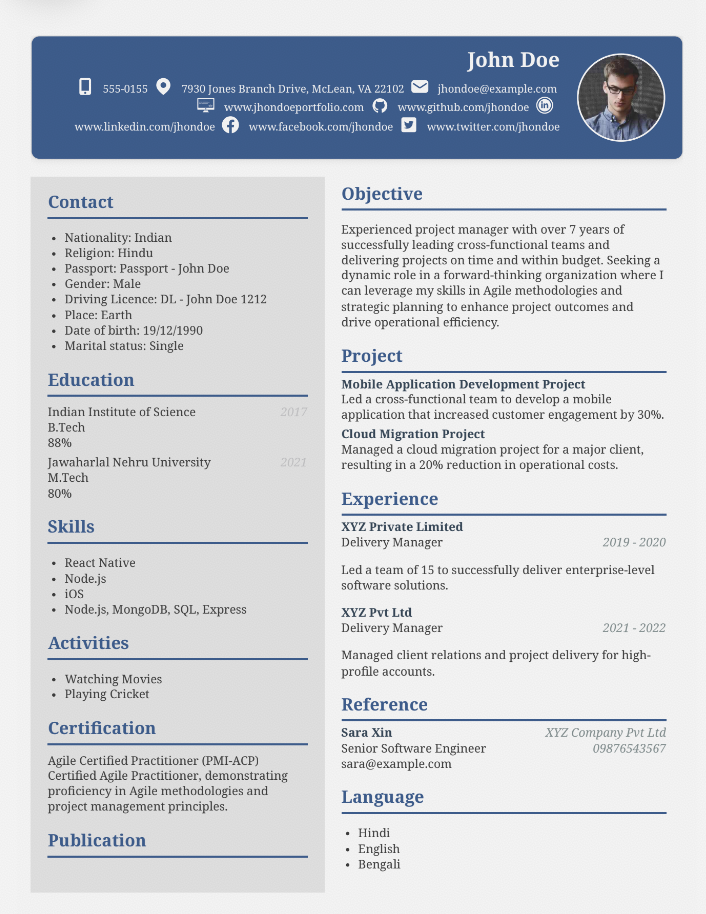 John Doe
555-0155 7930 Jones Branch Drive, McLean, VA 22102 jhondoe@example.com
www.jhondoeportfolio.com www.github.com/jhondoe
www.linkedin.com/jhondoe www.facebook.com/jhondoe www.twitter.com/jhondoe
Contact
• Nationality: Indian
• Religion: Hindu
• Passport: Passport - John Doe
• Gender: Male
• Driving Licence: DL - John Doe 1212
• Place: Earth
• Date of birth: 19/12/1990
• Marital status: Single
Education
Indian Institute of Science 2017
B.Tech
88%
Jawaharlal Nehru University 2021
M.Tech
80%
Skills
• React Native
• Node.js
• iOS
• Node.js, MongoDB, SQL, Express
Activities
• Watching Movies
• Playing Cricket
Certification
Agile Certified Practitioner (PMI-ACP)
Certified Agile Practitioner, demonstrating
proficiency in Agile methodologies and
project management principles.
Publication
Objective
Experienced project manager with over 7 years of
successfully leading cross-functional teams and
delivering projects on time and within budget. Seeking a
dynamic role in a forward-thinking organization where I
can leverage my skills in Agile methodologies and
strategic planning to enhance project outcomes and
drive operational efficiency.
Project
Mobile Application Development Project
Led a cross-functional team to develop a mobile
application that increased customer engagement by 30%.
Cloud Migration Project
Managed a cloud migration project for a major client,
resulting in a 20% reduction in operational costs.
Experience
XYZ Private Limited
Delivery Manager 2019 - 2020
Led a team of 15 to successfully deliver enterprise-level
software solutions.
XYZ Pvt Ltd
Delivery Manager 2021 - 2022
Managed client relations and project delivery for high-
profile accounts.
Reference
Sara Xin XYZ Company Pvt Ltd
Senior Software Engineer 09876543567
sara@example.com
Language
• Hindi
• English
• Bengali